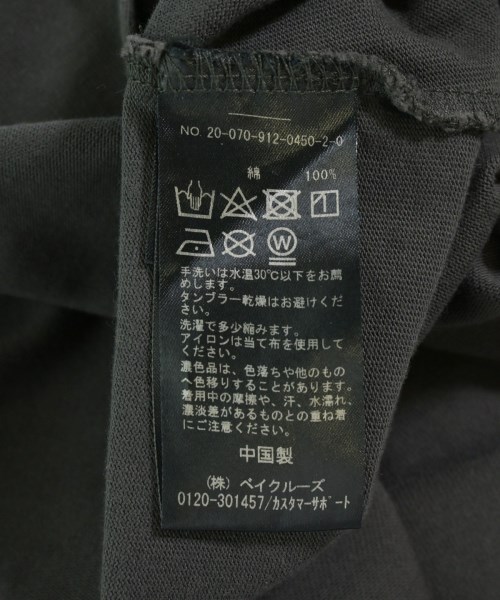 NO. 20-070-912-0450-2-0
綿 100%
手洗いは水温30℃以下をお薦
めします。
タンブラー乾燥はお避けくださ
い。
洗濯で多少縮みます。
アイロンは当て布を使用して
ください。
濃色品は、色落ちや他のもの
へ色移りすることがあります。
着用中の摩擦や、汗、水濡れ、
濃淡差があるものとの重ね着
にご注意ください。
中国製
(株) ベイクルーズ
0120-301457/カスタマーサポート